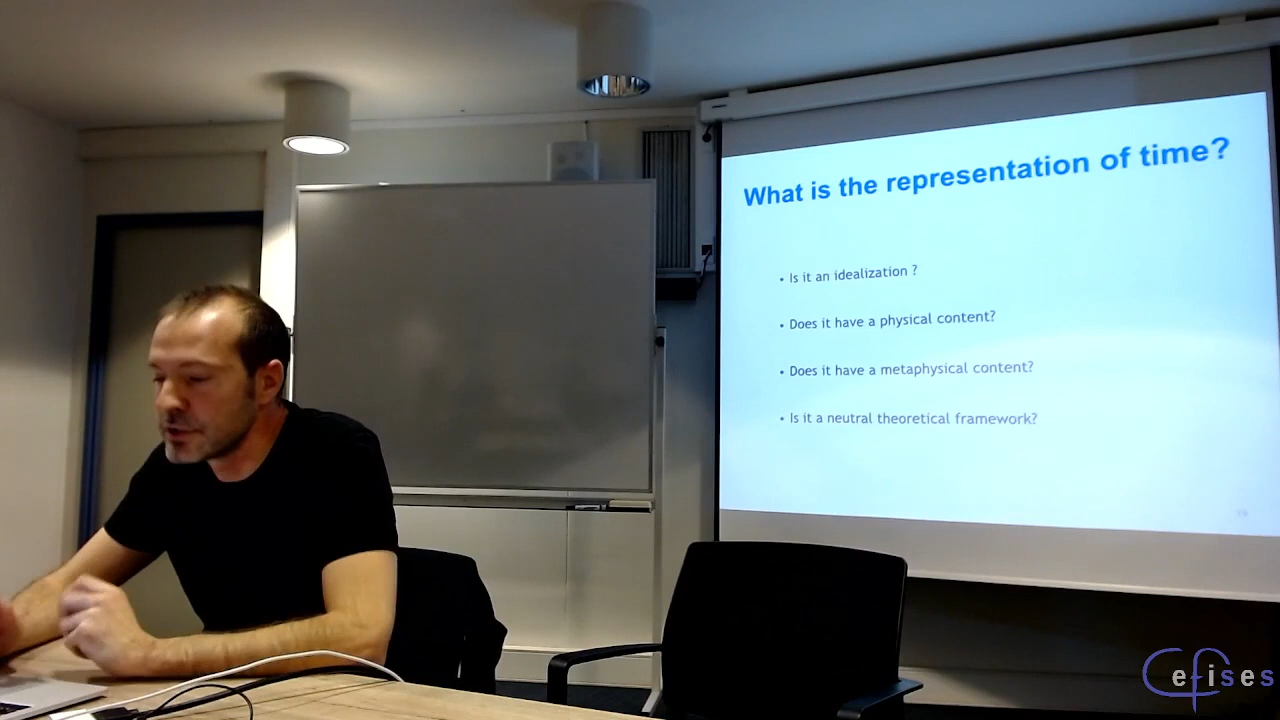 What is the representation of time?
• Is it an idealization ?
• Does it have a physical content?
• Does it have a metaphysical content?
• Is it a neutral theoretical framework?
Cefises